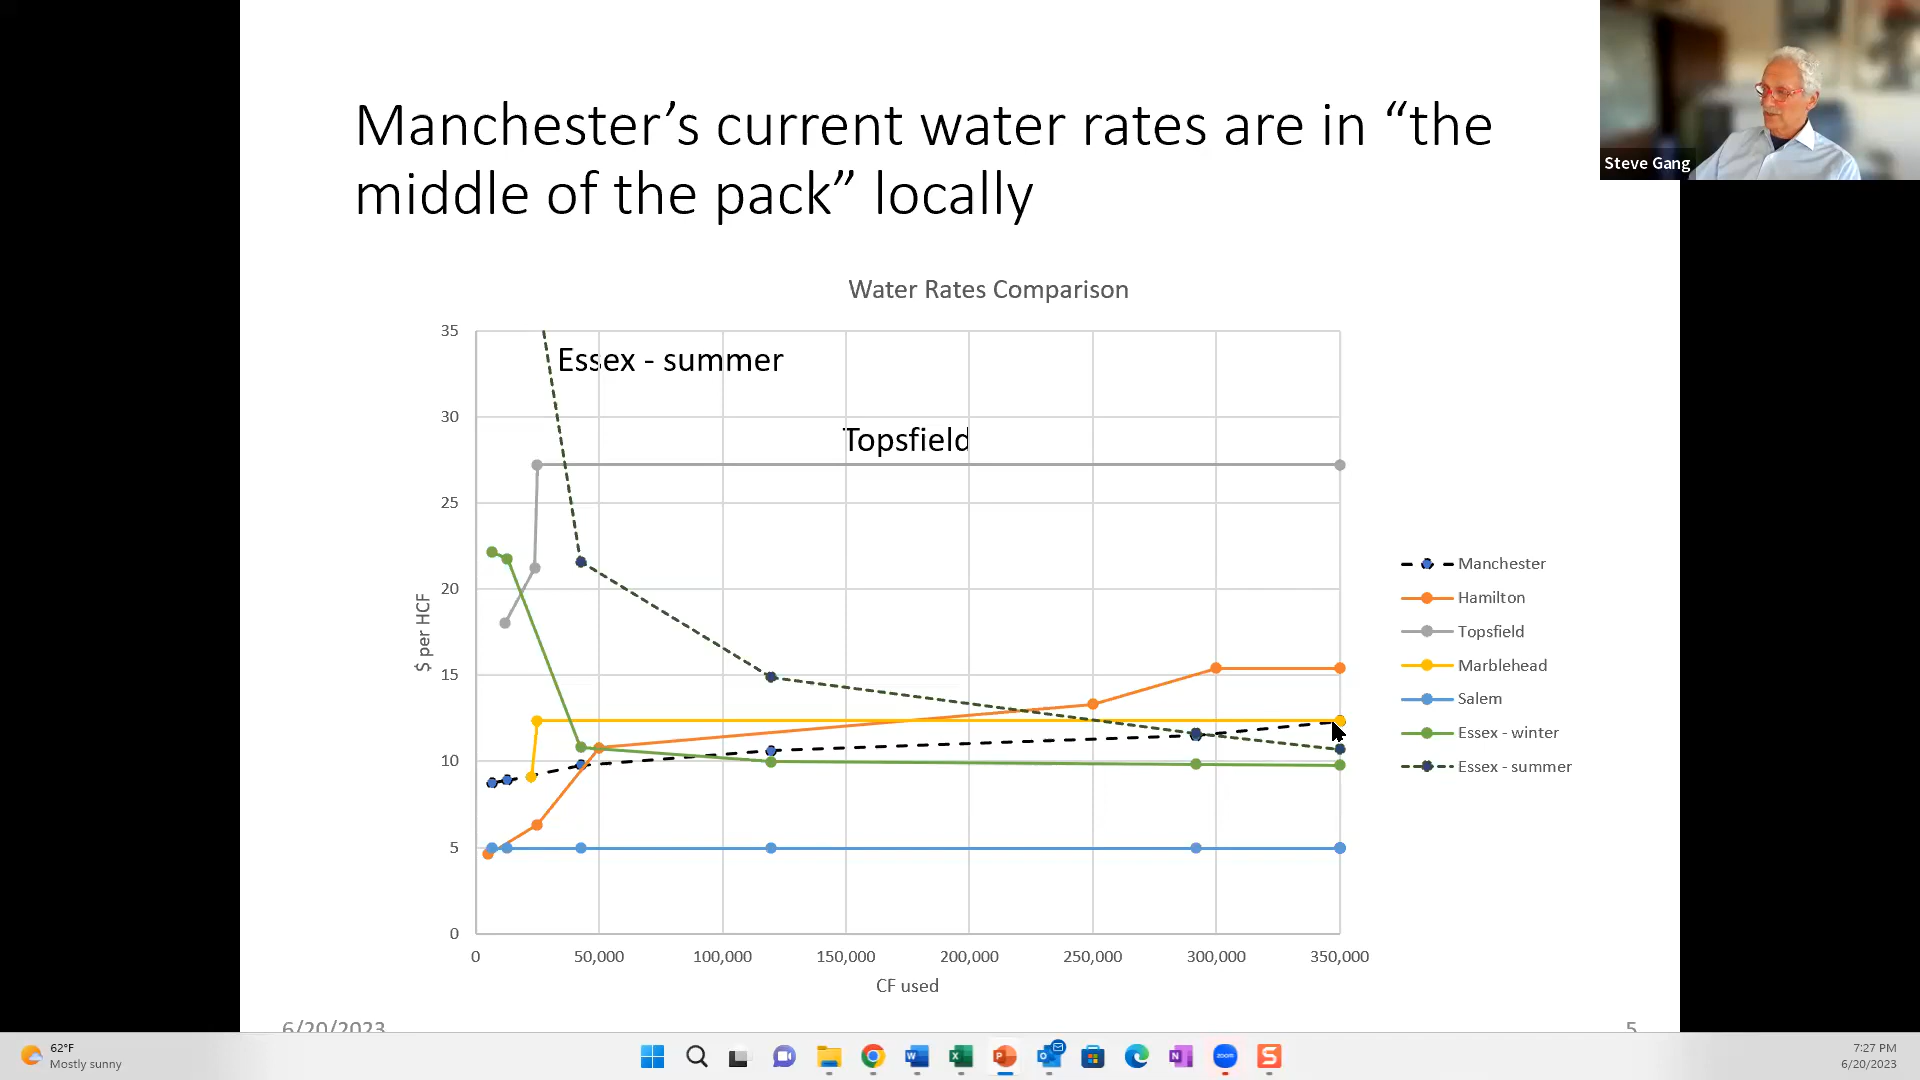 Manchester’s current water rates are in “the
middle of the pack” locally
Steve Gang
Water Rates Comparison
35
30
25
20
15
10
5
0
$ per HCF
Essex - summer
Topsfield
0
50,000
100,000
150,000
200,000
250,000
300,000
350,000
CF used
Manchester
Hamilton
Topsfield
Marblehead
Salem
Essex - winter
Essex - summer
6/20/2023
5
62°F
Mostly sunny
zoom
7:27 PM
6/20/2023